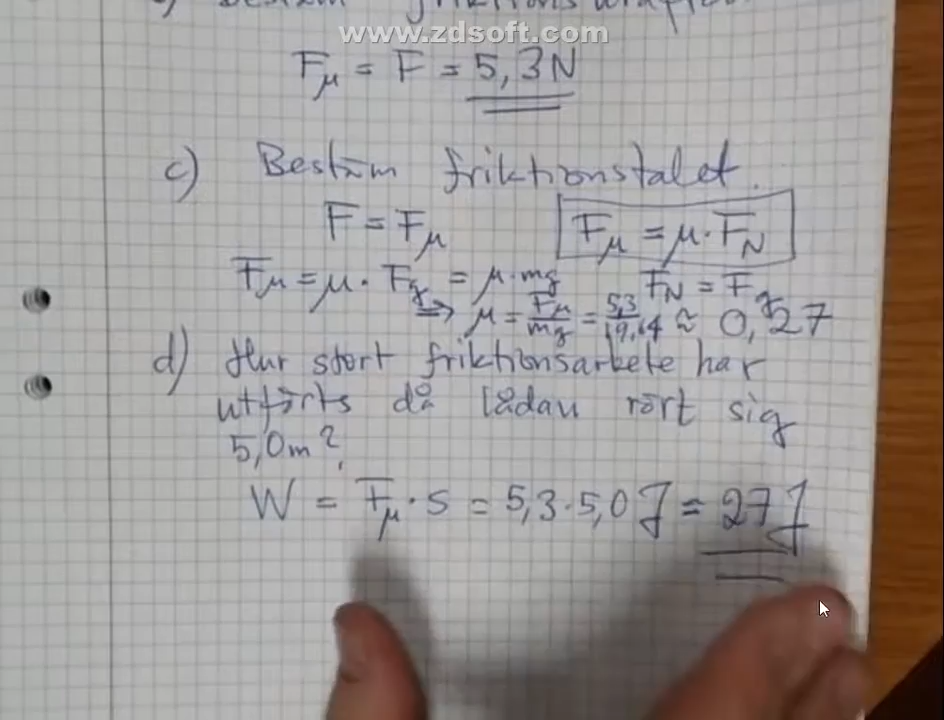 www.zdsoft.com
Fμ = F = 5,3N
c) Bestäm friktionstalet.
F = Fμ Fμ = μ · FN
Fμ = μ · Fg = μ·mg FN = Fg
⇒ μ = Fμ/mg = 5,3/19,64 ≈ 0,27
d) Hur stort friktionsarbete har
utförts då lådan rört sig
5,0m?
W = Fμ · s = 5,3·5,0 J = 27 J